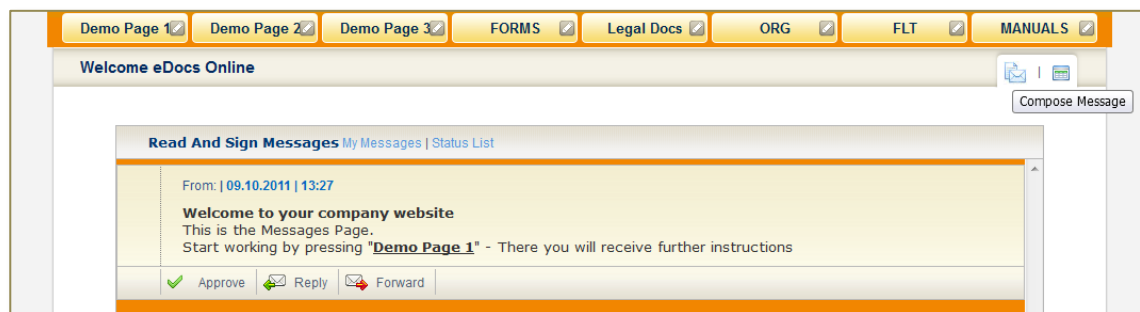 Demo Page 1 Demo Page 2 Demo Page 3 FORMS Legal Docs ORG FLT MANUALS
Welcome eDocs Online
Compose Message
Read And Sign Messages My Messages | Status List
From: | 09.10.2011 | 13:27
Welcome to your company website
This is the Messages Page.
Start working by pressing "Demo Page 1" - There you will receive further instructions
Approve Reply Forward